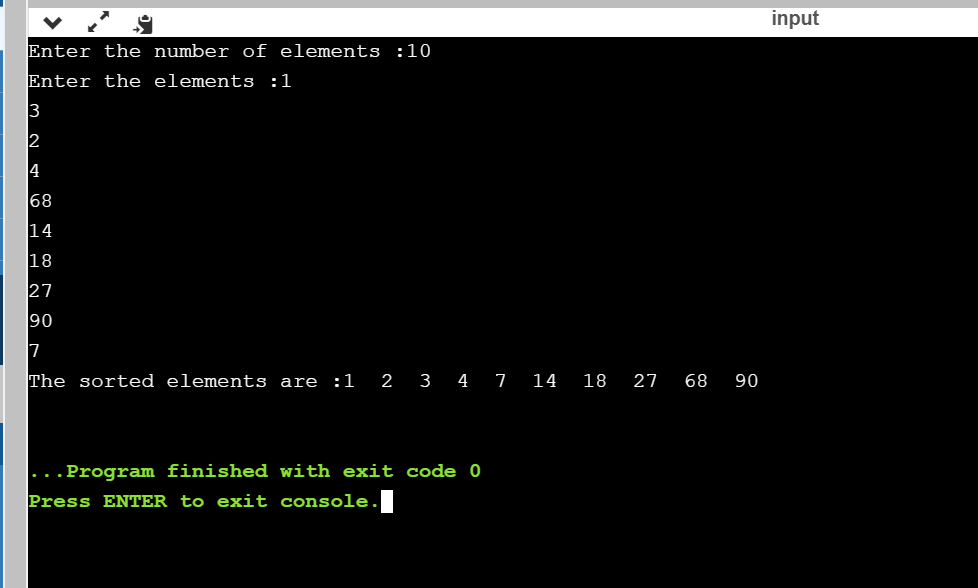 input
Enter the number of elements :10
Enter the elements :1
3
2
4
68
14
18
27
90
7
The sorted elements are :1  2  3  4  7  14  18  27  68  90
...Program finished with exit code 0
Press ENTER to exit console.